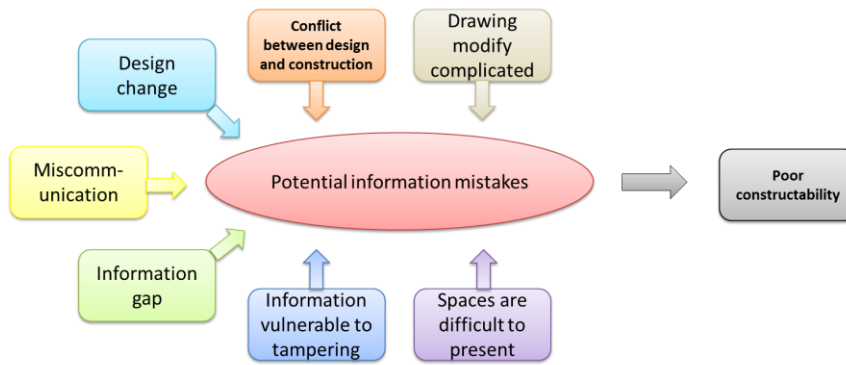 Design
change
Conflict
between design
and construction
Drawing
modify
complicated
Miscomm-
unication
Potential information mistakes
Poor
constructability
Information
gap
Information
vulnerable to
tampering
Spaces are
difficult to
present